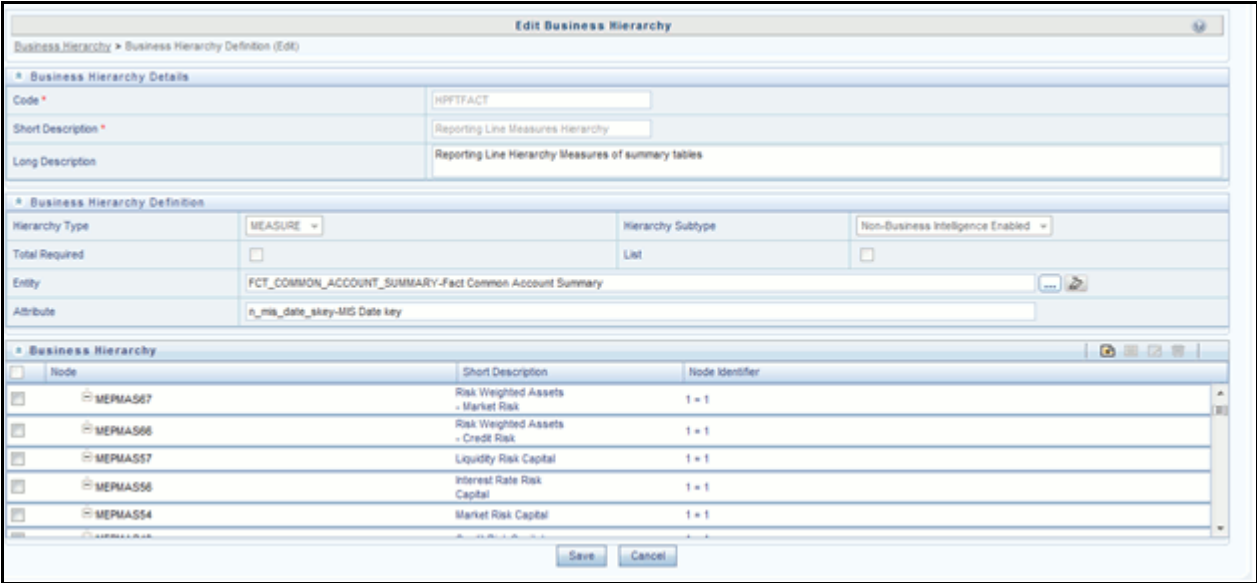 Edit Business Hierarchy
Business Hierarchy > Business Hierarchy Definition (Edit)
Business Hierarchy Details
Code *
HPFTFACT
Short Description *
Reporting Line Measures Hierarchy
Long Description
Reporting Line Hierarchy Measures of summary tables
Business Hierarchy Definition
Hierarchy Type
MEASURE
Hierarchy Subtype
Non-Business Intelligence Enabled
Total Required
List
Entity
FCT_COMMON_ACCOUNT_SUMMARY-Fact Common Account Summary
...
Attribute
n_mis_date_skey-MIS Date key
Business Hierarchy
Node
Short Description
Node Identifier
MEPMAS67
Risk Weighted Assets
- Market Risk
1 = 1
MEPMAS66
Risk Weighted Assets
- Credit Risk
1 = 1
MEPMAS57
Liquidity Risk Capital
1 = 1
MEPMAS56
Interest Rate Risk
Capital
1 = 1
MEPMAS54
Market Risk Capital
1 = 1
Save
Cancel